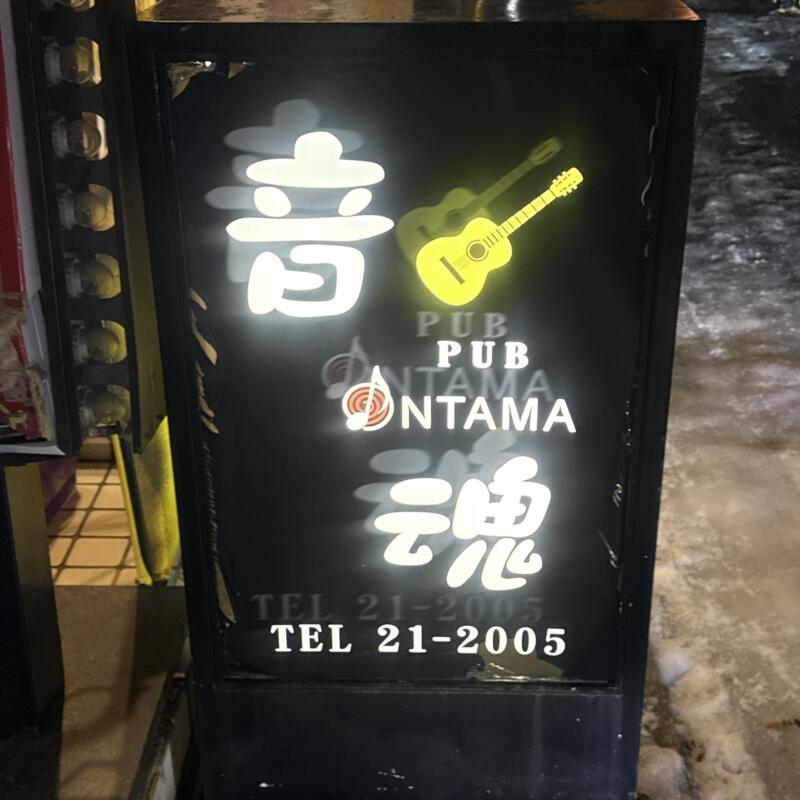 音
PUB
ONTAMA
魂
TEL 21-2005